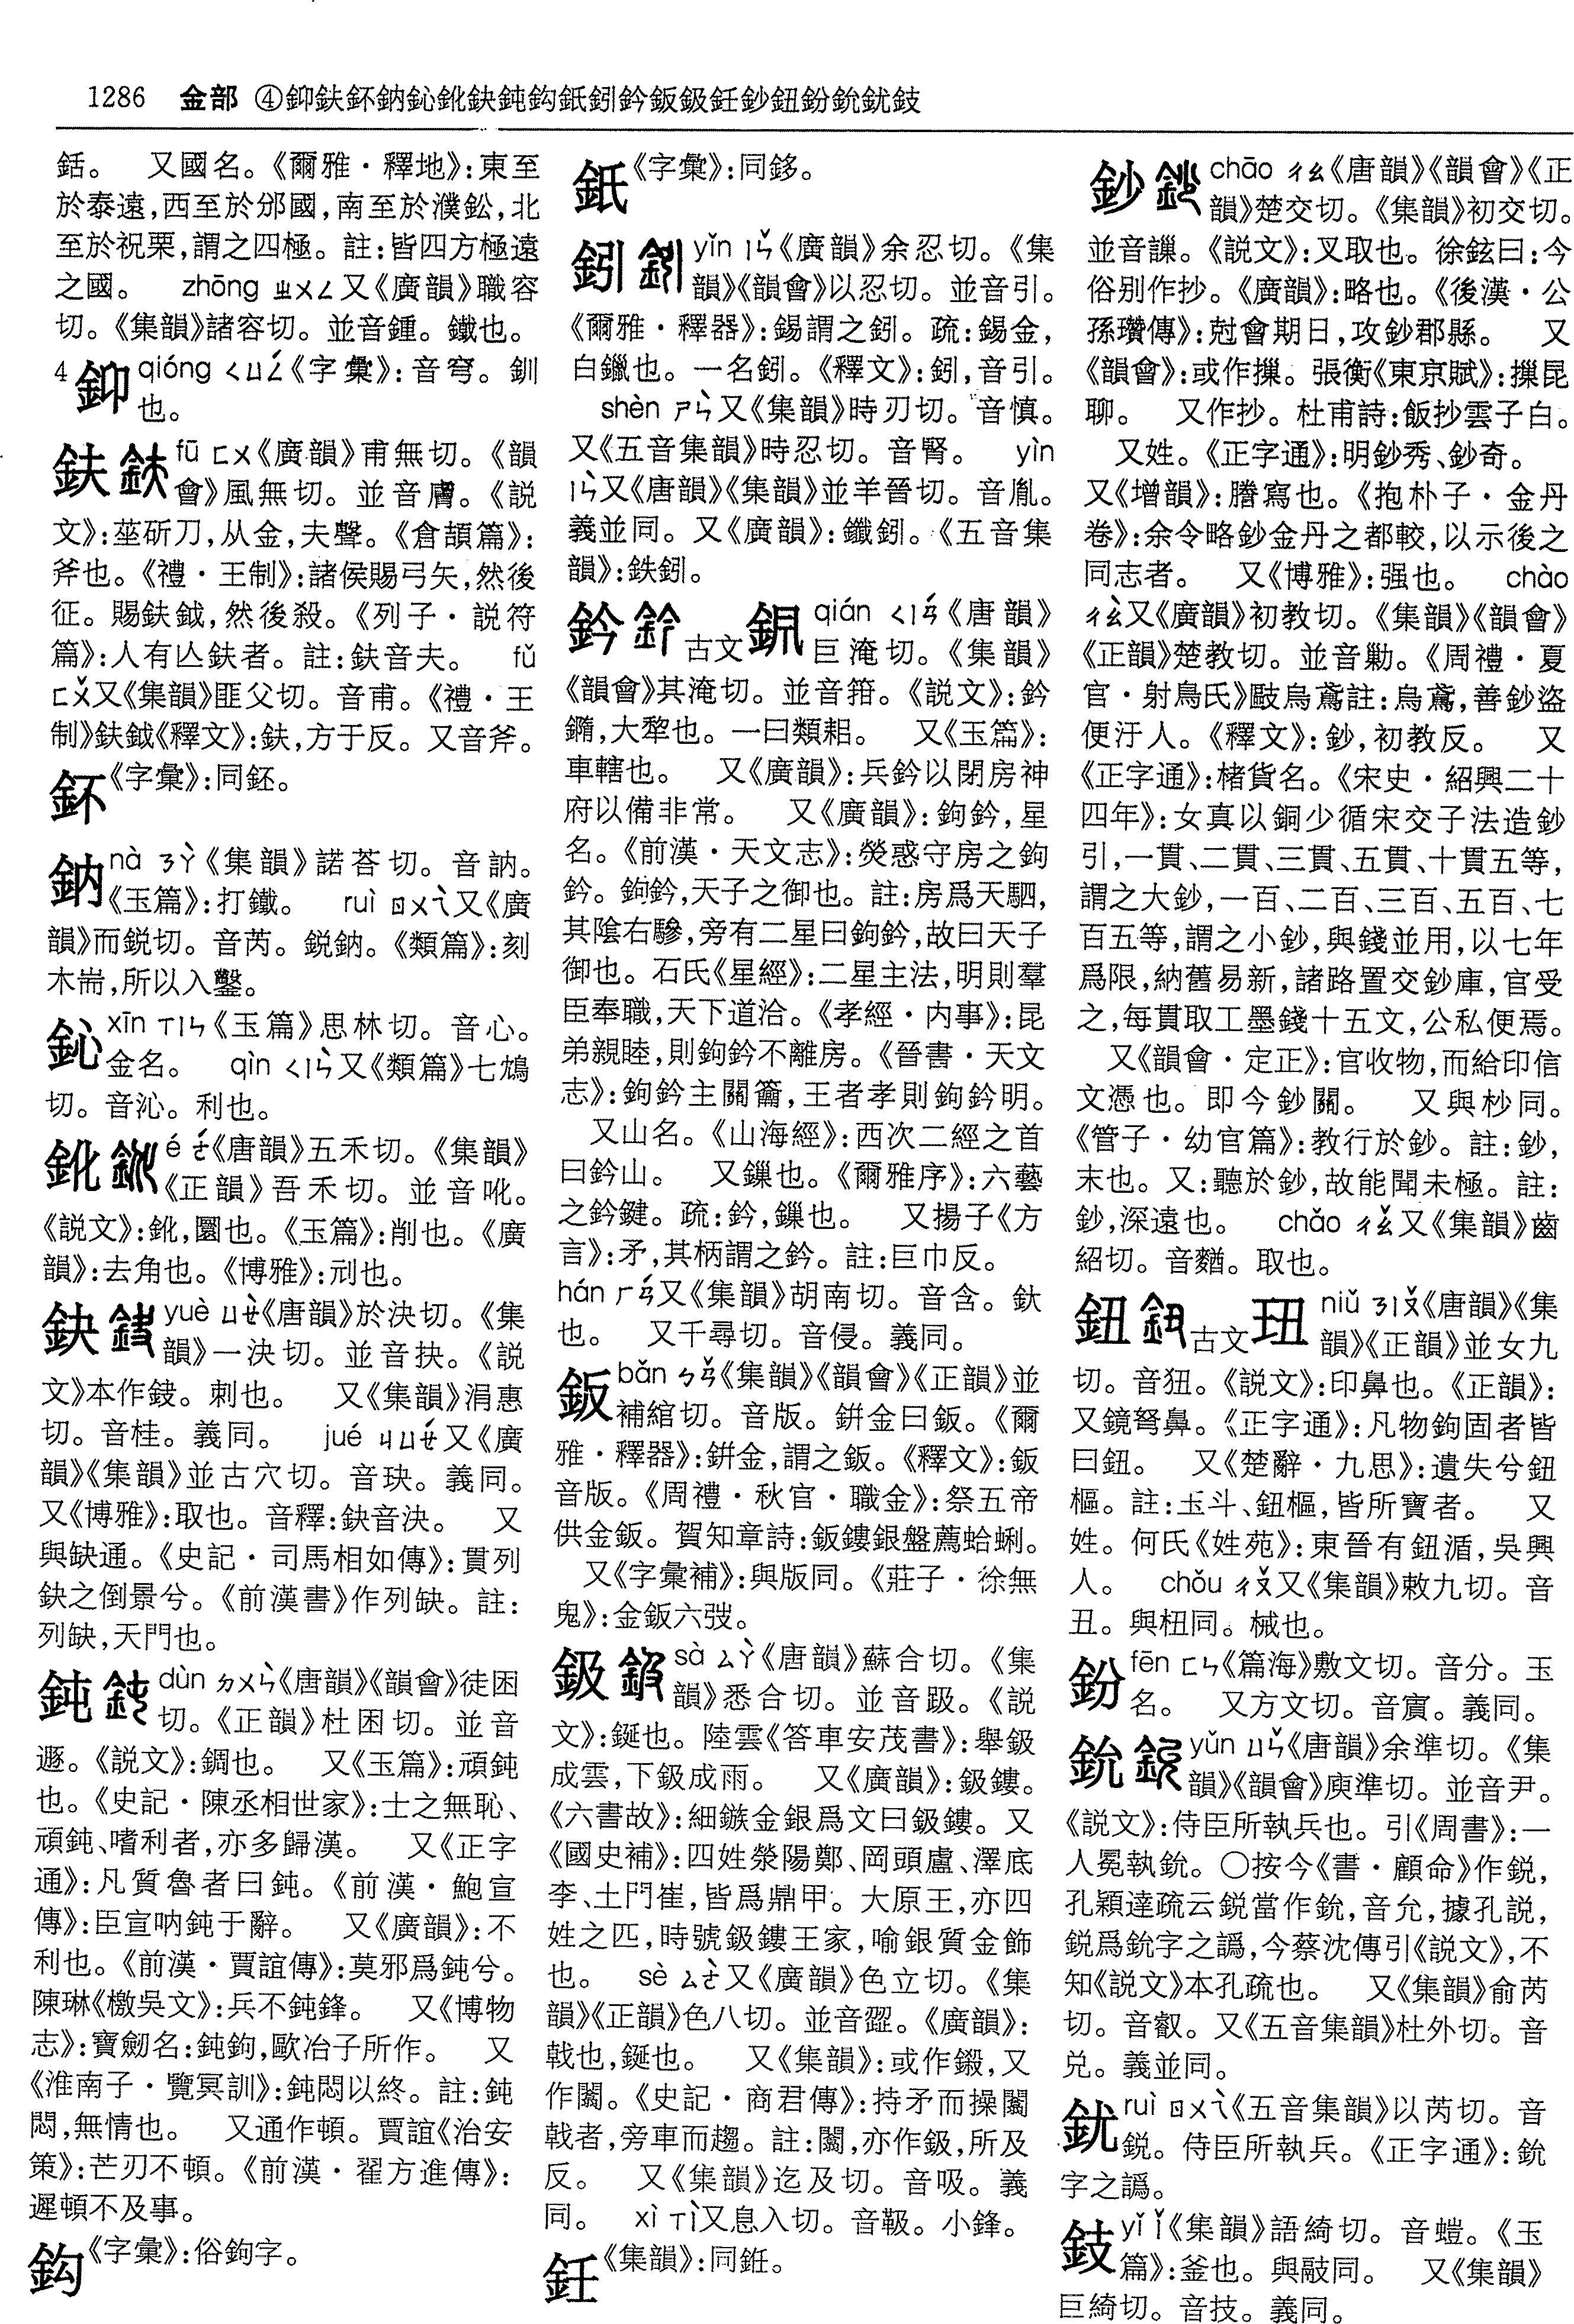 1286 金部 ④䥈鈇鈈鈉鈊鈋鈌鈍鈎䤠鈏鈐鈑鈒鈓鈔鈕鈖鈗鈜䤲
銛。 又國名。《爾雅·釋地》:東至
於泰遠,西至於邠國,南至於濮鈆,北
至於祝栗,謂之四極。註:皆四方極遠
之國。 zhōng ㄓㄨㄥ又《廣韻》職容
切。《集韻》諸容切。並音鍾。鐵也。
4 qióng ㄑㄩㄥˊ《字彙》:音穹。釧
也。
鈇 fū ㄈㄨ《廣韻》甫無切。《韻
會》風無切。並音膚。《説
文》:莝斫刀,从金,夫聲。《倉頡篇》:
斧也。《禮·王制》:諸侯賜弓矢,然後
征。賜鈇鉞,然後殺。《列子·説符
篇》:人有亾鈇者。註:鈇音夫。 fǔ
ㄈㄨˇ又《集韻》匪父切。音甫。《禮·王
制》鈇鉞《釋文》:鈇,方于反。又音斧。
鈈《字彙》:同鉟。
鈉 nà ㄋㄚˋ《集韻》諾荅切。音訥。
《玉篇》:打鐵。 ruì ㄖㄨㄟˋ又《廣
韻》而鋭切。音芮。鋭鈉。《類篇》:刻
木耑,所以入鑿。
鈊 xīn ㄒㄧㄣ《玉篇》思林切。音心。
金名。 qìn ㄑㄧㄣˋ又《類篇》七鴆
切。音沁。利也。
鈋 é ㄜˊ《唐韻》五禾切。《集韻》
《正韻》吾禾切。並音吪。
《説文》:鈋,圜也。《玉篇》:削也。《廣
韻》:去角也。《博雅》:刓也。
鈌 yuè ㄩㄝˋ《唐韻》於決切。《集
韻》一決切。並音抉。《説
文》本作䤦。刺也。 又《集韻》涓惠
切。音桂。義同。 jué ㄐㄩㄝˊ又《廣
韻》《集韻》並古穴切。音玦。義同。
又《博雅》:取也。音釋:鈌音決。 又
與缺通。《史記·司馬相如傳》:貫列
鈌之倒景兮。《前漢書》作列缺。註:
列缺,天門也。
鈍 dùn ㄉㄨㄣˋ《唐韻》《韻會》徒困
切。《正韻》杜困切。並音
遯。《説文》:錭也。 又《玉篇》:頑鈍
也。《史記·陳丞相世家》:士之無恥、
頑鈍、嗜利者,亦多歸漢。 又《正字
通》:凡質魯者曰鈍。《前漢·鮑宣
傳》:臣宣呐鈍于辭。 又《廣韻》:不
利也。《前漢·賈誼傳》:莫邪爲鈍兮。
陳琳《檄吳文》:兵不鈍鋒。 又《博物
志》:寶劒名:鈍鉤,歐冶子所作。 又
《淮南子·覽冥訓》:鈍悶以終。註:鈍
悶,無情也。 又通作頓。賈誼《治安
策》:芒刃不頓。《前漢·翟方進傳》:
遲頓不及事。
鈎《字彙》:俗鉤字。
《字彙》:同䤥。
鈏 yǐn ㄧㄣˇ《廣韻》余忍切。《集
韻》《韻會》以忍切。並音引。
《爾雅·釋器》:錫謂之鈏。疏:錫金,
白鑞也。一名鈏。《釋文》:鈏,音引。
shèn ㄕㄣˋ又《集韻》時刃切。音慎。
又《五音集韻》時忍切。音腎。 yìn
ㄧㄣˋ又《唐韻》《集韻》並羊晉切。音胤。
義並同。又《廣韻》:鐵鈏。《五音集
韻》:鉄鈏。
鈐 古文 qián ㄑㄧㄢˊ《唐韻》
巨淹切。《集韻》
《韻會》其淹切。並音箝。《説文》:鈐
䥯,大犂也。一曰類耜。 又《玉篇》:
車轄也。 又《廣韻》:兵鈐以閉房神
府以備非常。 又《廣韻》:鉤鈐,星
名。《前漢·天文志》:熒惑守房之鉤
鈐。鉤鈐,天子之御也。註:房爲天駟,
其陰右驂,旁有二星曰鉤鈐,故曰天子
御也。石氏《星經》:二星主法,明則羣
臣奉職,天下道洽。《孝經·内事》:昆
弟親睦,則鉤鈐不離房。《晉書·天文
志》:鉤鈐主關籥,王者孝則鉤鈐明。
又山名。《山海經》:西次二經之首
曰鈐山。 又鏁也。《爾雅序》:六藝
之鈐鍵。疏:鈐,鏁也。 又揚子《方
言》:矛,其柄謂之鈐。註:巨巾反。
hán ㄏㄢˊ又《集韻》胡南切。音含。鈥
也。 又千尋切。音侵。義同。
鈑 bǎn ㄅㄢˇ《集韻》《韻會》《正韻》並
補綰切。音版。鉼金曰鈑。《爾
雅·釋器》:鉼金,謂之鈑。《釋文》:鈑
音版。《周禮·秋官·職金》:祭五帝
供金鈑。賀知章詩:鈑鏤銀盤薦蛤蜊。
又《字彙補》:與版同。《莊子·徐無
鬼》:金鈑六弢。
鈒 sà ㄙㄚˋ《唐韻》蘇合切。《集
韻》悉合切。並音趿。《説
文》:鋋也。陸雲《答車安茂書》:舉鈒
成雲,下鈒成雨。 又《廣韻》:鈒鏤。
《六書故》:細鏃金銀爲文曰鈒鏤。又
《國史補》:四姓滎陽鄭、岡頭盧、澤底
李、土門崔,皆爲鼎甲。大原王,亦四
姓之匹,時號鈒鏤王家,喻銀質金飾
也。 sè ㄙㄜˋ又《廣韻》色立切。《集
韻》《正韻》色八切。並音翜。《廣韻》:
戟也,鋋也。 又《集韻》:或作鎩,又
作闟。《史記·商君傳》:持矛而操闟
戟者,旁車而趨。註:闟,亦作鈒,所及
反。 又《集韻》迄及切。音吸。義
同。 xì ㄒㄧˋ又息入切。音靸。小鋒。
鈓《集韻》:同銋。
鈔 chāo ㄔㄠ《唐韻》《韻會》《正
韻》楚交切。《集韻》初交切。
並音謙。《説文》:叉取也。徐鉉曰:今
俗别作抄。《廣韻》:略也。《後漢·公
孫瓚傳》:尅會期日,攻鈔郡縣。 又
《韻會》:或作摷。張衡《東京賦》:摷昆
聊。 又作抄。杜甫詩:飯抄雲子白。
又姓。《正字通》:明鈔秀、鈔奇。
又《增韻》:謄寫也。《抱朴子·金丹
卷》:余今略鈔金丹之都較,以示後之
同志者。 又《博雅》:强也。 chào
ㄔㄠˋ又《廣韻》初教切。《集韻》《韻會》
《正韻》楚教切。並音勦。《周禮·夏
官·射鳥氏》敺烏鳶註:烏鳶,善鈔盜
便汙人。《釋文》:鈔,初教反。 又
《正字通》:楮貨名。《宋史·紹興二十
四年》:女真以銅少循宋交子法造鈔
引,一貫、二貫、三貫、五貫、十貫五等,
謂之大鈔,一百、二百、三百、五百、七
百五等,謂之小鈔,與錢並用,以七年
爲限,納舊易新,諸路置交鈔庫,官受
之,每貫取工墨錢十五文,公私便焉。
又《韻會·定正》:官收物,而給印信
文憑也。即今鈔關。 又與杪同。
《管子·幼官篇》:教行於鈔。註:鈔,
末也。又:聽於鈔,故能聞未極。註:
鈔,深遠也。 chǎo ㄔㄠˇ又《集韻》齒
紹切。音麨。取也。
鈕 古文 niǔ ㄋㄧㄡˇ《唐韻》《集
韻》《正韻》並女九
切。音狃。《説文》:印鼻也。《正韻》:
又鏡弩鼻。《正字通》:凡物鉤固者皆
曰鈕。 又《楚辭·九思》:遺失兮鈕
樞。註:玉斗、鈕樞,皆所寶者。 又
姓。何氏《姓苑》:東晉有鈕滔,吳興
人。 chǒu ㄔㄡˇ又《集韻》敕九切。音
丑。與杻同。械也。
鈖 fēn ㄈㄣ《篇海》敷文切。音分。玉
名。 又方文切。音賔。義同。
鈗 yǔn ㄩㄣˇ《唐韻》余準切。《集
韻》《韻會》庾準切。並音尹。
《説文》:侍臣所執兵也。引《周書》:一
人冕執鈗。○按今《書·顧命》作鋭,
孔穎達疏云鋭當作鈗,音允,據孔説,
鋭爲鈗字之譌,今蔡沈傳引《説文》,不
知《説文》本孔疏也。 又《集韻》俞芮
切。音叡。又《五音集韻》杜外切。音
兑。義並同。
ruì ㄖㄨㄟˋ《五音集韻》以芮切。音
鋭。侍臣所執兵。《正字通》:鈗
字之譌。
yǐ ㄧˇ《集韻》語綺切。音螘。《玉
篇》:釜也。與敼同。 又《集韻》
巨綺切。音技。義同。